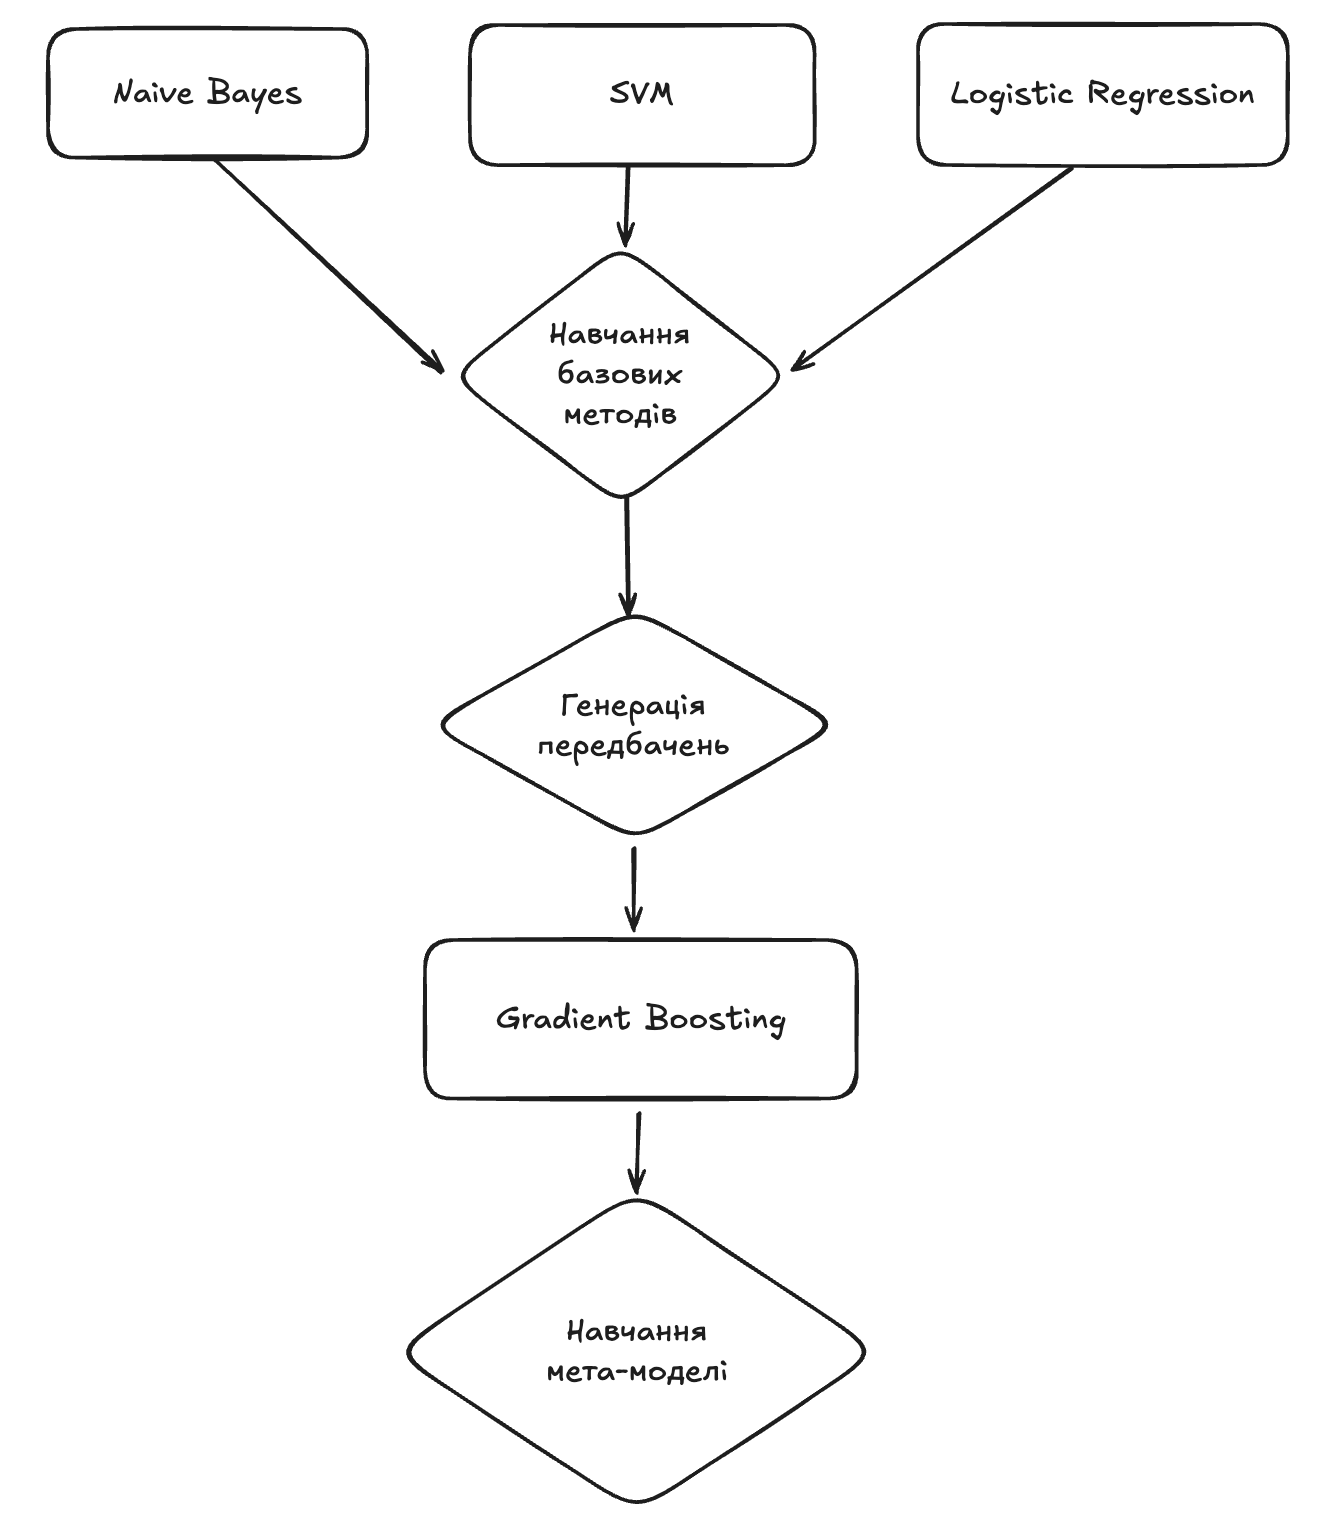 Naive Bayes
SVM
Logistic Regression
Навчання
базових
методів
Генерація
передбачень
Gradient Boosting
Навчання
мета-моделі